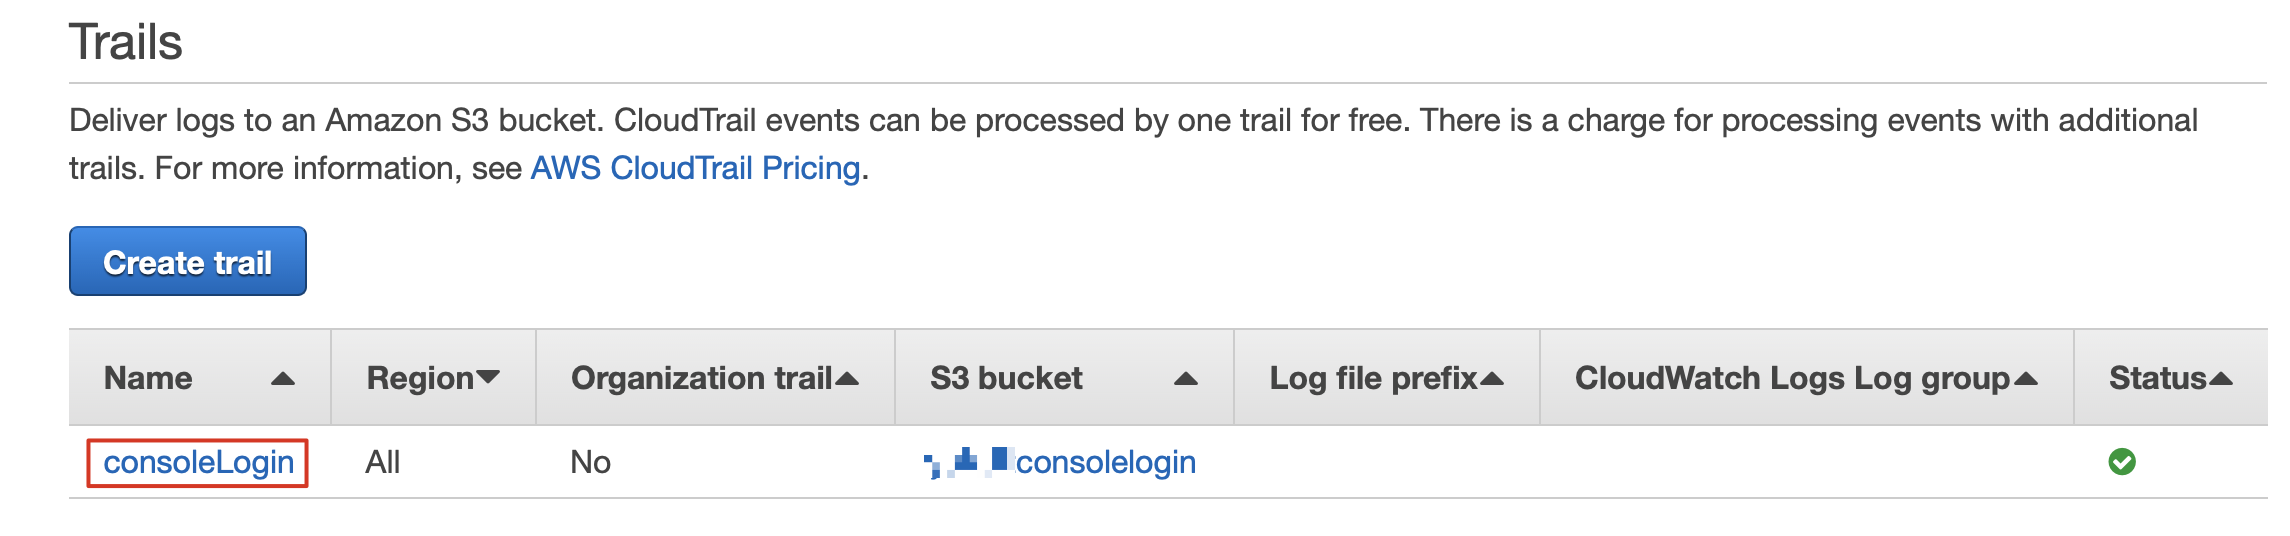 Trails
Deliver logs to an Amazon S3 bucket. CloudTrail events can be processed by one trail for free. There is a charge for processing events with additional
trails. For more information, see AWS CloudTrail Pricing.
Create trail
Name Region Organization trail S3 bucket Log file prefix CloudWatch Logs Log group Status
consoleLogin All No consolelogin